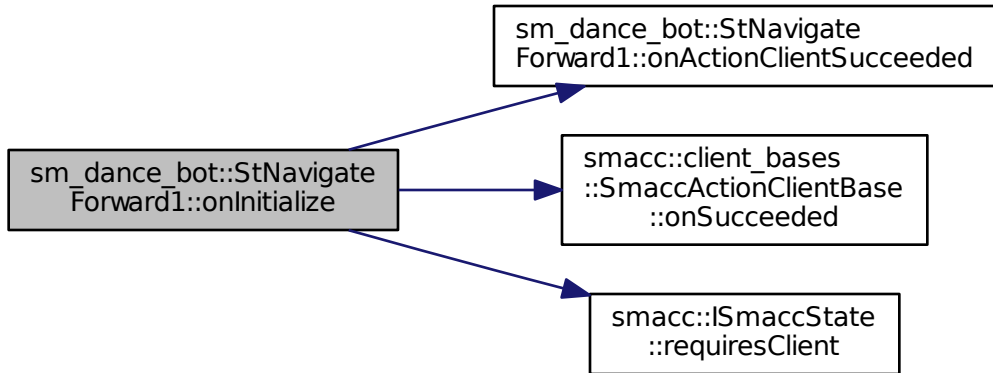 sm_dance_bot::StNavigate
Forward1::onInitialize
sm_dance_bot::StNavigate
Forward1::onActionClientSucceeded
smacc::client_bases
::SmaccActionClientBase
::onSucceeded
smacc::ISmaccState
::requiresClient